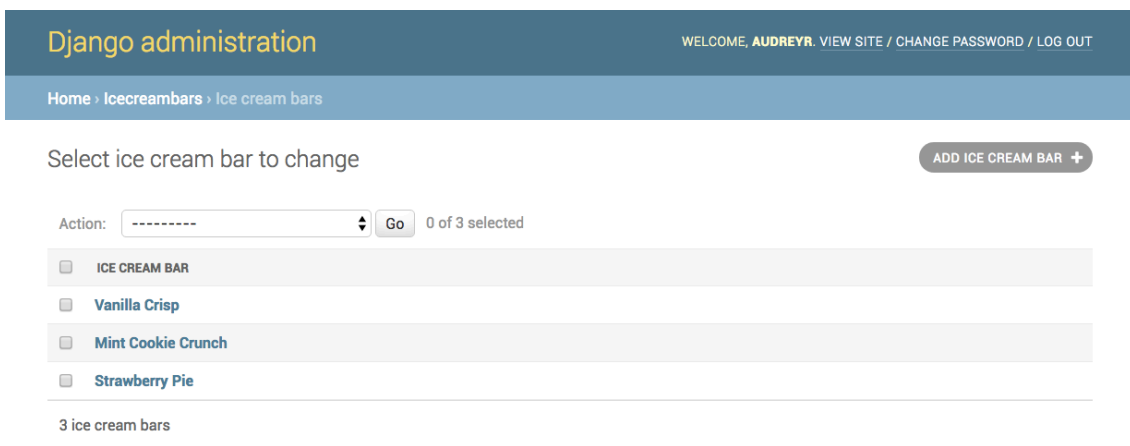 Django administration
WELCOME, AUDREYR. VIEW SITE / CHANGE PASSWORD / LOG OUT
Home › Icecreambars › Ice cream bars
Select ice cream bar to change
ADD ICE CREAM BAR +
Action: --------- Go 0 of 3 selected
ICE CREAM BAR
Vanilla Crisp
Mint Cookie Crunch
Strawberry Pie
3 ice cream bars